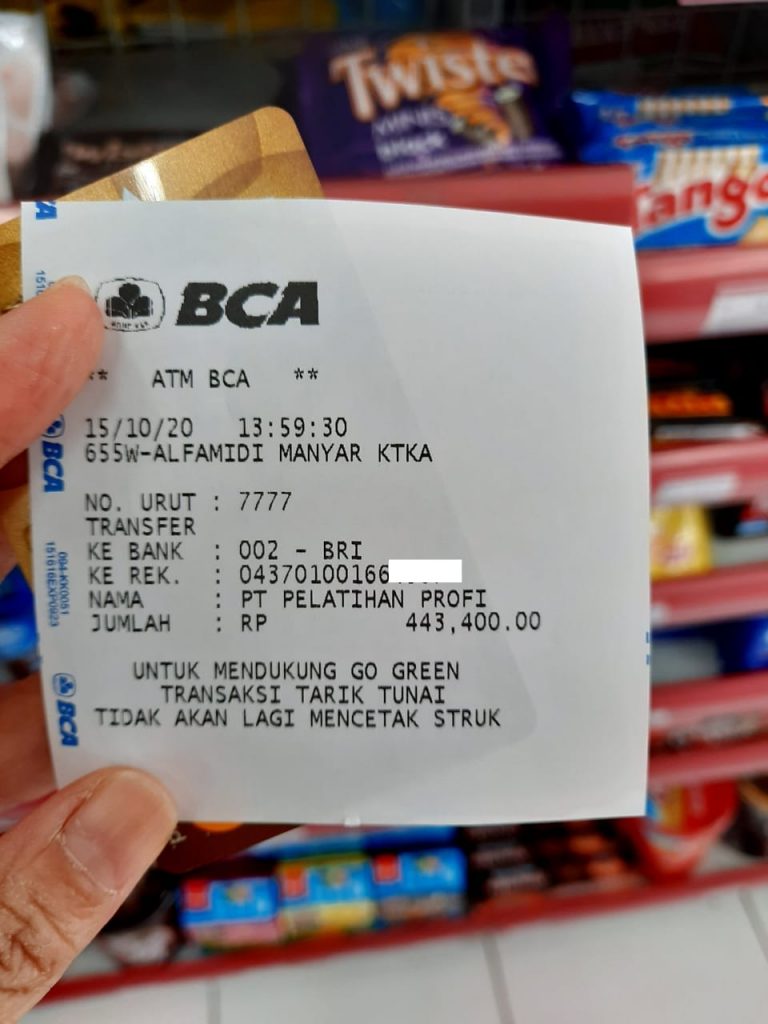 Twiste
Tango
BCA
** ATM BCA **
15/10/20 13:59:30
655W-ALFAMIDI MANYAR KTKA
NO. URUT : 7777
TRANSFER
KE BANK : 002 - BRI
KE REK. : 04370100166
NAMA : PT PELATIHAN PROFI
JUMLAH : RP 443,400.00
UNTUK MENDUKUNG GO GREEN
TRANSAKSI TARIK TUNAI
TIDAK AKAN LAGI MENCETAK STRUK
BCA
BCA